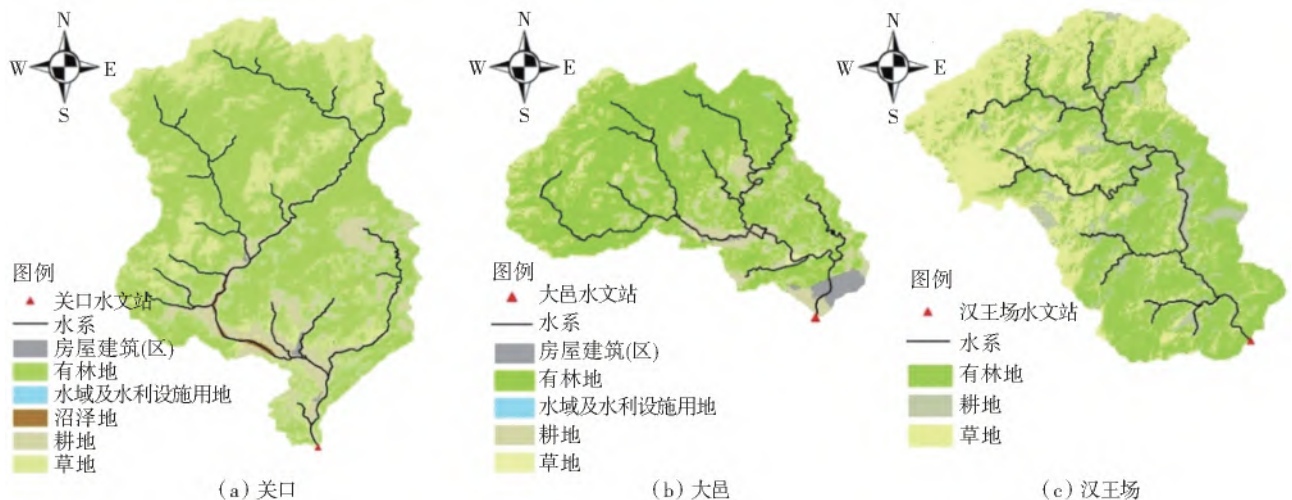 N
W E
S
图例
关口水文站
水系
房屋建筑(区)
有林地
水域及水利设施用地
沼泽地
耕地
草地
(a)关口
N
W E
S
图例
大邑水文站
水系
房屋建筑(区)
有林地
水域及水利设施用地
耕地
草地
(b)大邑
N
W E
S
图例
汉王场水文站
水系
有林地
耕地
草地
(c)汉王场